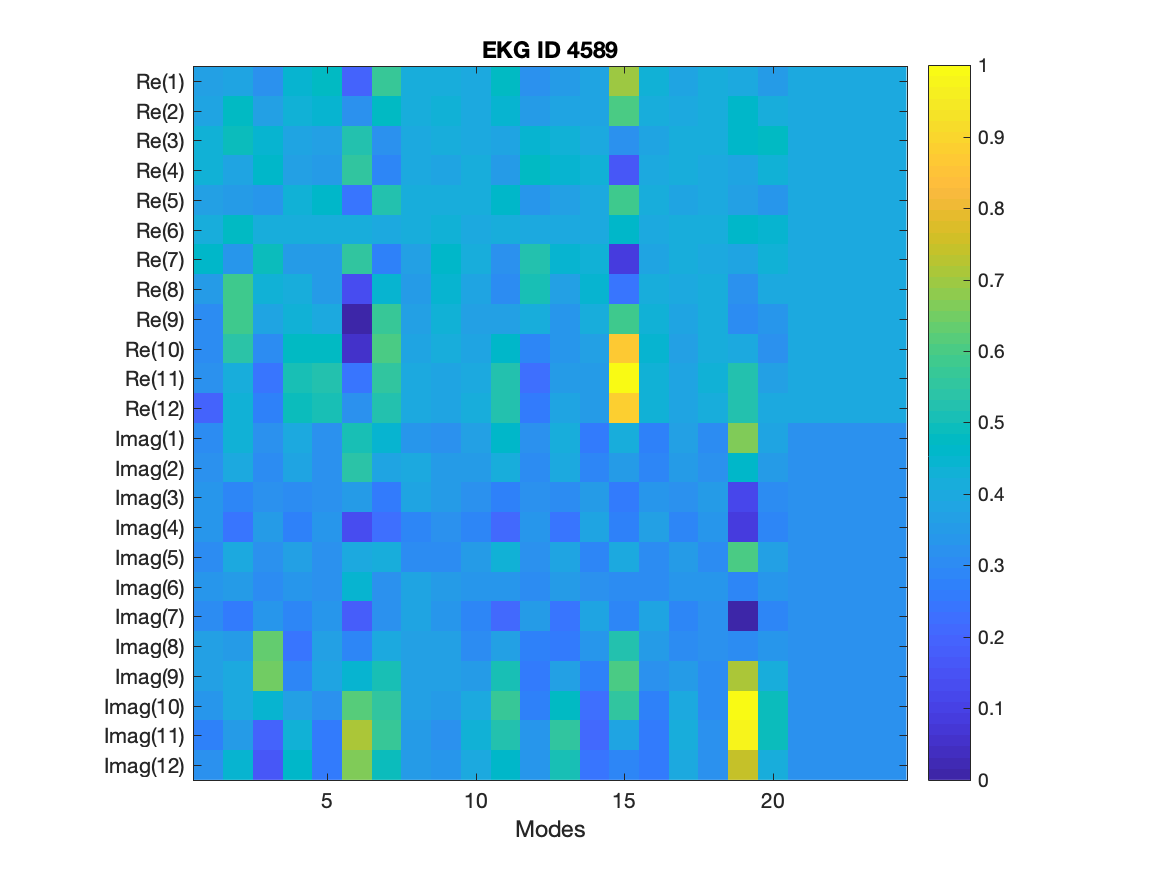 EKG ID 4589
Re(1)
Re(2)
Re(3)
Re(4)
Re(5)
Re(6)
Re(7)
Re(8)
Re(9)
Re(10)
Re(11)
Re(12)
Imag(1)
Imag(2)
Imag(3)
Imag(4)
Imag(5)
Imag(6)
Imag(7)
Imag(8)
Imag(9)
Imag(10)
Imag(11)
Imag(12)
5 10 15 20
Modes
1
0.9
0.8
0.7
0.6
0.5
0.4
0.3
0.2
0.1
0